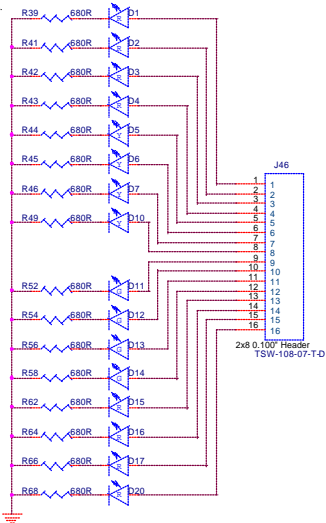 R39 680R R D1
R41 680R R D2
R42 680R R D3
R43 680R R D4
R44 680R Y D5
R45 680R Y D6
R46 680R Y D7
R49 680R Y D10
R52 680R G D11
R54 680R G D12
R56 680R G D13
R58 680R G D14
R62 680R R D15
R64 680R R D16
R66 680R R D17
R68 680R R D20
J46
1 1
2 2
3 3
4 4
5 5
6 6
7 7
8 8
9 9
10 10
11 11
12 12
13 13
14 14
15 15
16 16
2x8 0.100" Header
TSW-108-07-T-D